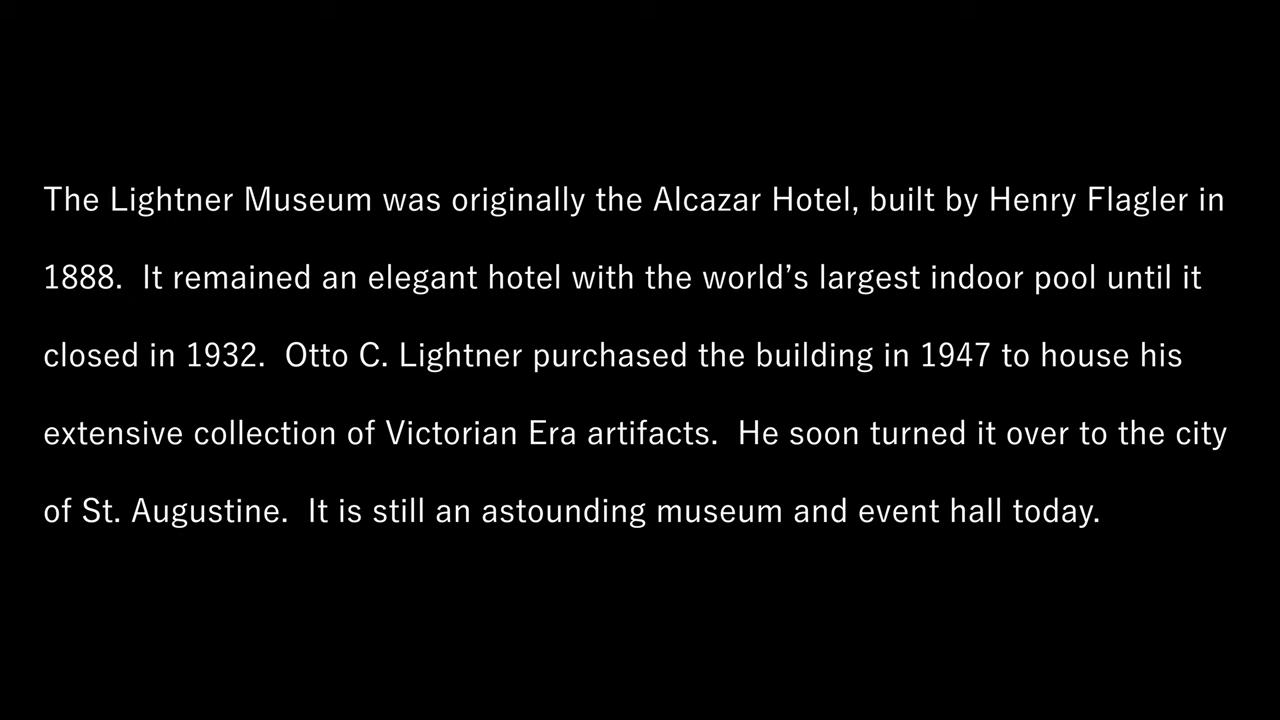 The Lightner Museum was originally the Alcazar Hotel, built by Henry Flagler in
1888.  It remained an elegant hotel with the world’s largest indoor pool until it
closed in 1932.  Otto C. Lightner purchased the building in 1947 to house his
extensive collection of Victorian Era artifacts.  He soon turned it over to the city
of St. Augustine.  It is still an astounding museum and event hall today.